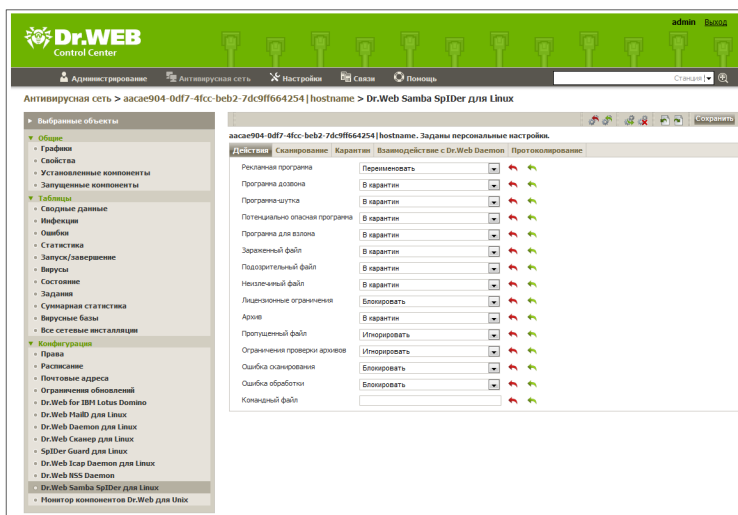 admin Выход
Dr.WEB
Control Center
Администрирование Антивирусная сеть Настройки Связи Помощь Станция
Антивирусная сеть > aacae904-0df7-4fcc-beb2-7dc9ff664254|hostname > Dr.Web Samba SpIDer для Linux
Выбранные объекты
Сохранить
Общие
Графики
Свойства
Установленные компоненты
Запущенные компоненты
Таблицы
Сводные данные
Инфекции
Ошибки
Статистика
Запуск/завершение
Вирусы
Состояние
Задания
Суммарная статистика
Вирусные базы
Все сетевые инсталляции
Конфигурация
Права
Расписание
Почтовые адреса
Ограничения обновлений
Dr.Web for IBM Lotus Domino
Dr.Web MailD для Linux
Dr.Web Daemon для Linux
Dr.Web Сканер для Linux
SpIDer Guard для Linux
Dr.Web Icap Daemon для Linux
Dr.Web NSS Daemon
Dr.Web Samba SpIDer для Linux
Монитор компонентов Dr.Web для Unix
aacae904-0df7-4fcc-beb2-7dc9ff664254|hostname. Заданы персональные настройки.
Действия Сканирование Карантин Взаимодействие с Dr.Web Daemon Протоколирование
Рекламная программа Переименовать
Программа дозвона В карантин
Программа-шутка В карантин
Потенциально опасная программа В карантин
Программа для взлома В карантин
Зараженный файл В карантин
Подозрительный файл В карантин
Неизлечимый файл В карантин
Лицензионные ограничения Блокировать
Архив В карантин
Пропущенный файл Игнорировать
Ограничения проверки архивов Игнорировать
Ошибка сканирования Блокировать
Ошибка обработки Блокировать
Командный файл